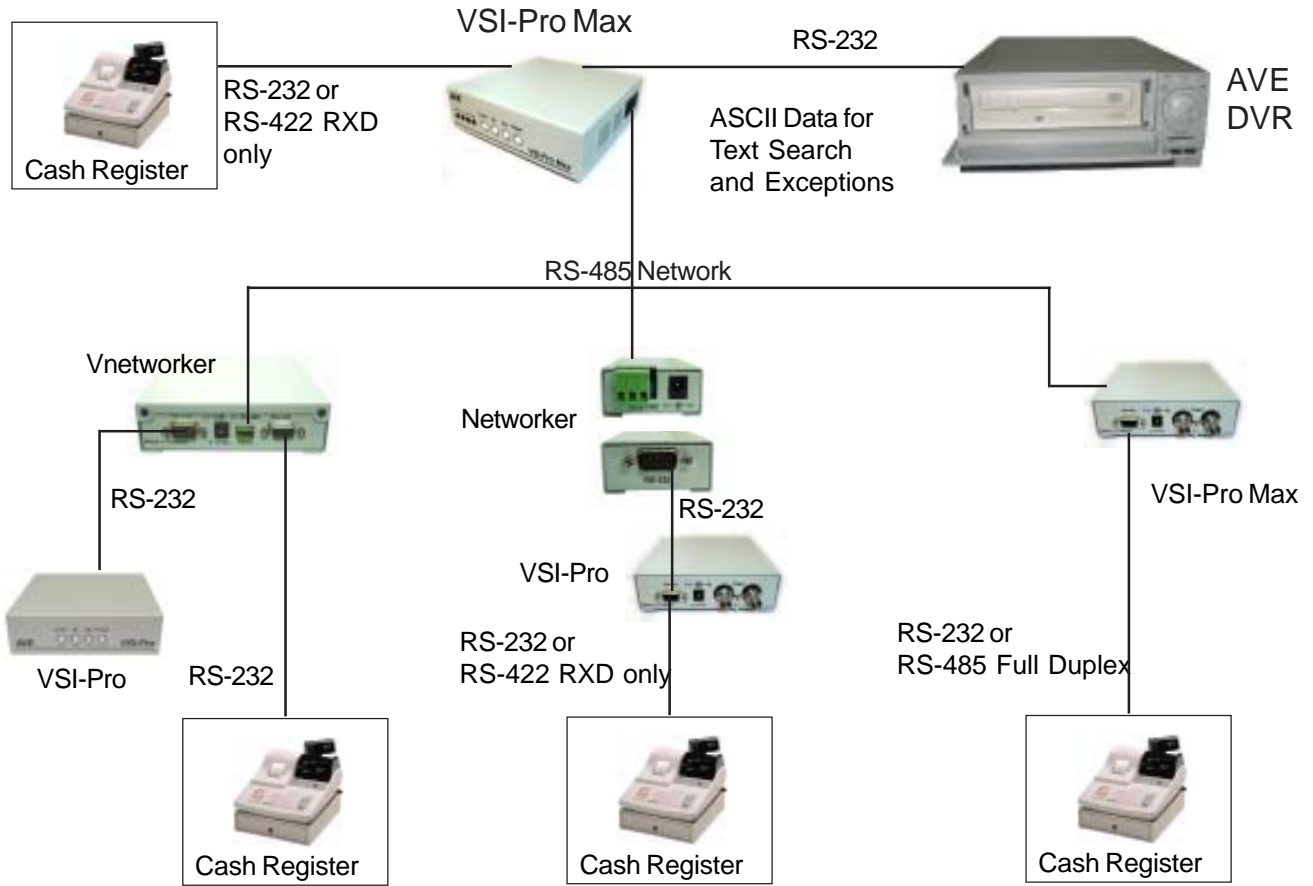 VSI-Pro Max
RS-232
AVE
DVR
RS-232 or
RS-422 RXD
only
Cash Register
ASCII Data for
Text Search
and Exceptions
RS-485 Network
Vnetworker
Networker
RS-232
RS-232
VSI-Pro Max
VSI-Pro
RS-232 or
RS-422 RXD only
RS-232 or
RS-485 Full Duplex
VSI-Pro
RS-232
Cash Register
Cash Register
Cash Register